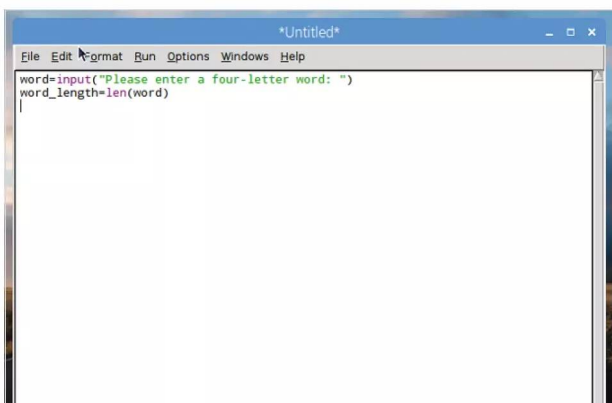 *Untitled*
File Edit Format Run Options Windows Help
word=input("Please enter a four-letter word: ")
word_length=len(word)